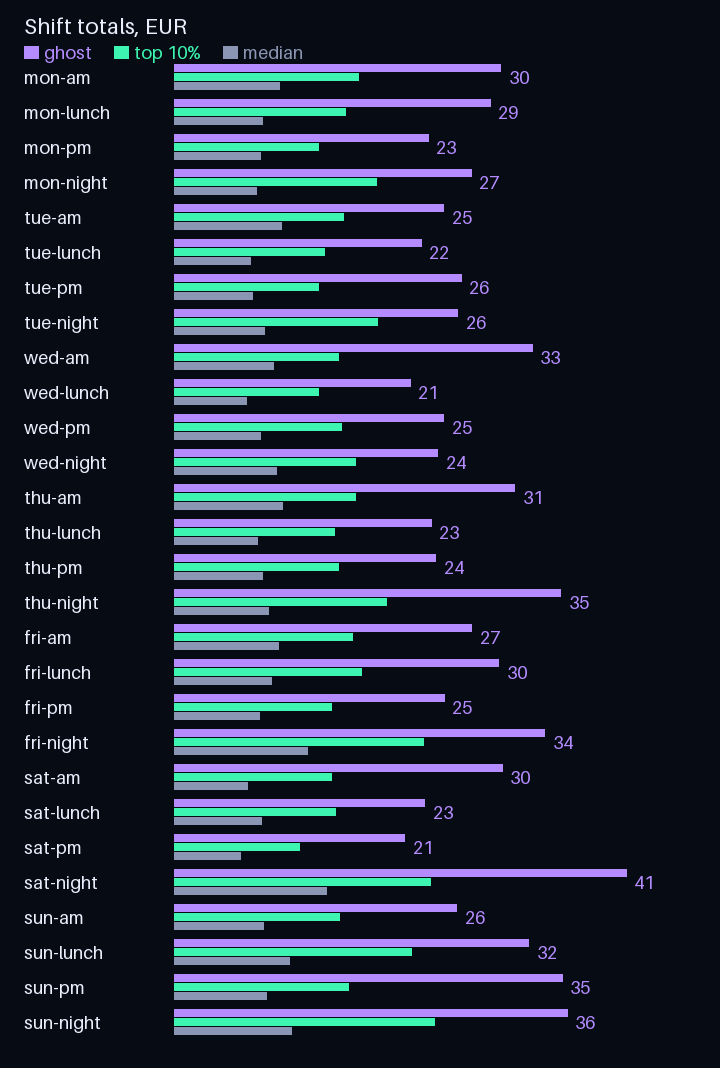 Shift totals, EUR
ghost top 10% median
mon-am 30
mon-lunch 29
mon-pm 23
mon-night 27
tue-am 25
tue-lunch 22
tue-pm 26
tue-night 26
wed-am 33
wed-lunch 21
wed-pm 25
wed-night 24
thu-am 31
thu-lunch 23
thu-pm 24
thu-night 35
fri-am 27
fri-lunch 30
fri-pm 25
fri-night 34
sat-am 30
sat-lunch 23
sat-pm 21
sat-night 41
sun-am 26
sun-lunch 32
sun-pm 35
sun-night 36